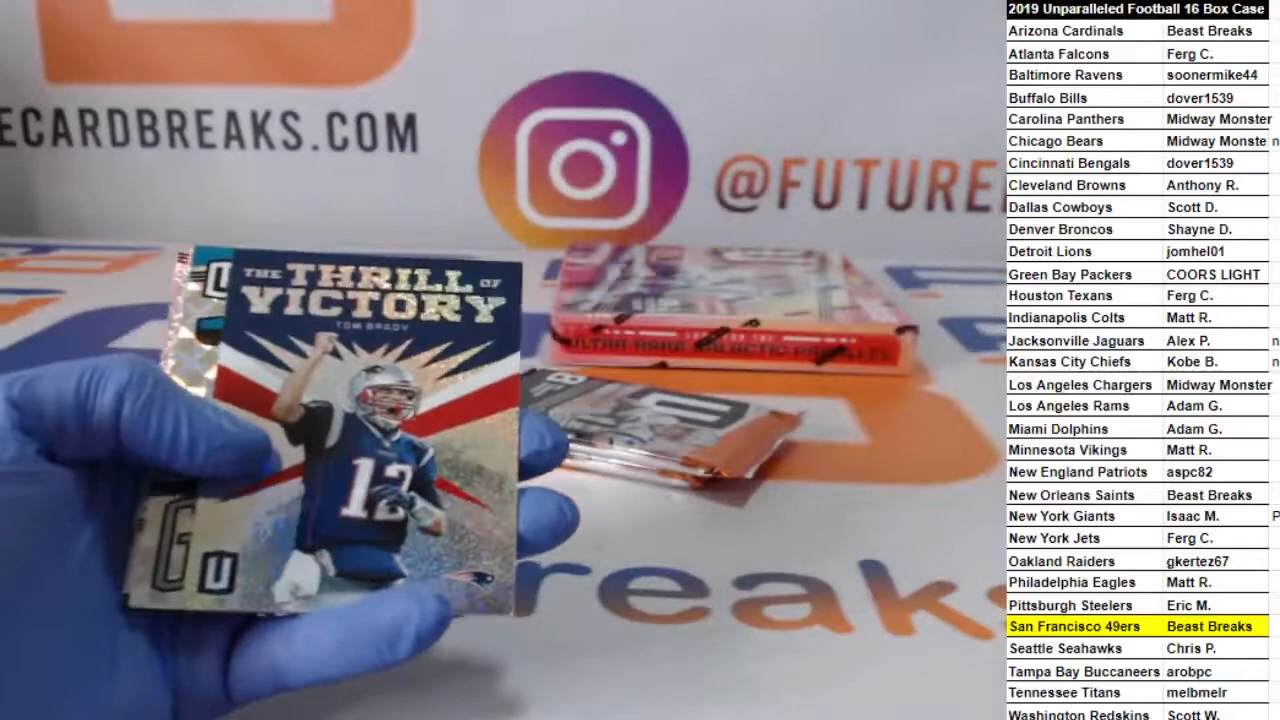 ECARDBREAKS.COM
@FUTURE
THE THRILL OF
VICTORY
TOM BRADY
12
U
reaks
2019 Unparalleled Football 16 Box Case
Arizona Cardinals Beast Breaks
Atlanta Falcons Ferg C.
Baltimore Ravens soonermike44
Buffalo Bills dover1539
Carolina Panthers Midway Monster
Chicago Bears Midway Monste n
Cincinnati Bengals dover1539
Cleveland Browns Anthony R.
Dallas Cowboys Scott D.
Denver Broncos Shayne D.
Detroit Lions jomhel01
Green Bay Packers COORS LIGHT
Houston Texans Ferg C.
Indianapolis Colts Matt R.
Jacksonville Jaguars Alex P. n
Kansas City Chiefs Kobe B. n
Los Angeles Chargers Midway Monster
Los Angeles Rams Adam G.
Miami Dolphins Adam G.
Minnesota Vikings Matt R.
New England Patriots aspc82
New Orleans Saints Beast Breaks
New York Giants Isaac M. P
New York Jets Ferg C.
Oakland Raiders gkertez67
Philadelphia Eagles Matt R.
Pittsburgh Steelers Eric M.
San Francisco 49ers Beast Breaks
Seattle Seahawks Chris P.
Tampa Bay Buccaneers arobpc
Tennessee Titans melbmelr
Washington Redskins Scott W.